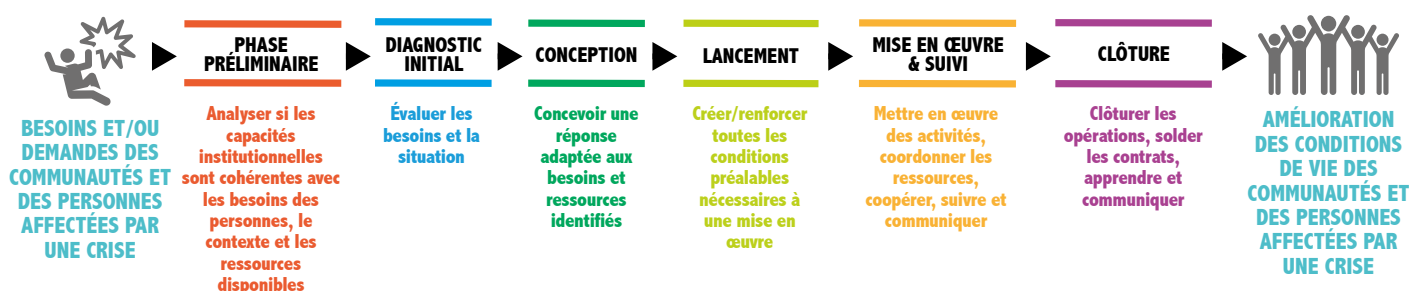 BESOINS ET/OU
DEMANDES DES
COMMUNAUTÉS ET
DES PERSONNES
AFFECTÉES PAR
UNE CRISE
PHASE
PRÉLIMINAIRE
Analyser si les
capacités
institutionnelles
sont cohérentes avec
les besoins des
personnes, le
contexte et les
ressources
disponibles
DIAGNOSTIC
INITIAL
Évaluer les
besoins et la
situation
CONCEPTION
Concevoir une
réponse
adaptée aux
besoins et
ressources
identifiés
LANCEMENT
Créer/renforcer
toutes les
conditions
préalables
nécessaires à
une mise en
œuvre
MISE EN ŒUVRE
& SUIVI
Mettre en œuvre
des activités,
coordonner les
ressources,
coopérer, suivre et
communiquer
CLÔTURE
Clôturer les
opérations, solder
les contrats,
apprendre et
communiquer
AMÉLIORATION
DES CONDITIONS
DE VIE DES
COMMUNAUTÉS ET
DES PERSONNES
AFFECTÉES PAR
UNE CRISE